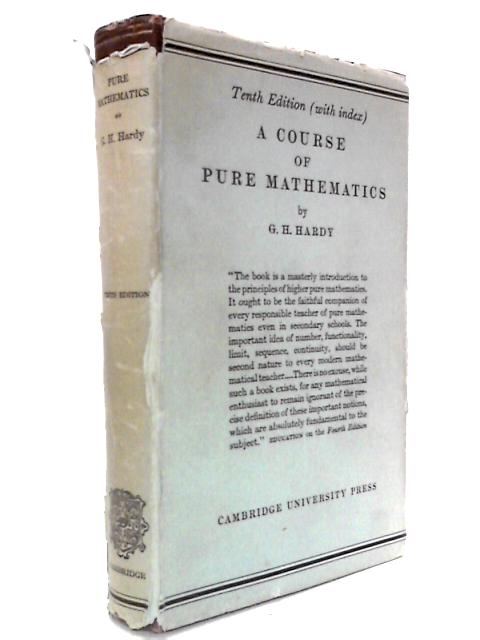 PURE
MATHEMATICS
BY
G. H. Hardy
TENTH EDITION
CAMBRIDGE
Tenth Edition (with index)
A COURSE
OF
PURE MATHEMATICS
by
G. H. HARDY
"The book is a masterly introduction to
the principles of higher pure mathematics.
It ought to be the faithful companion of
every responsible teacher of pure mathe-
matics even in secondary schools. The
important idea of number, functionality,
limit, sequence, continuity, should be
second nature to every modern mathe-
matical teacher....There is no excuse, while
such a book exists, for any mathematical
enthusiast to remain ignorant of the pre-
cise definition of these important notions,
which are absolutely fundamental to the
subject." EDUCATION on the Fourth Edition
CAMBRIDGE UNIVERSITY PRESS